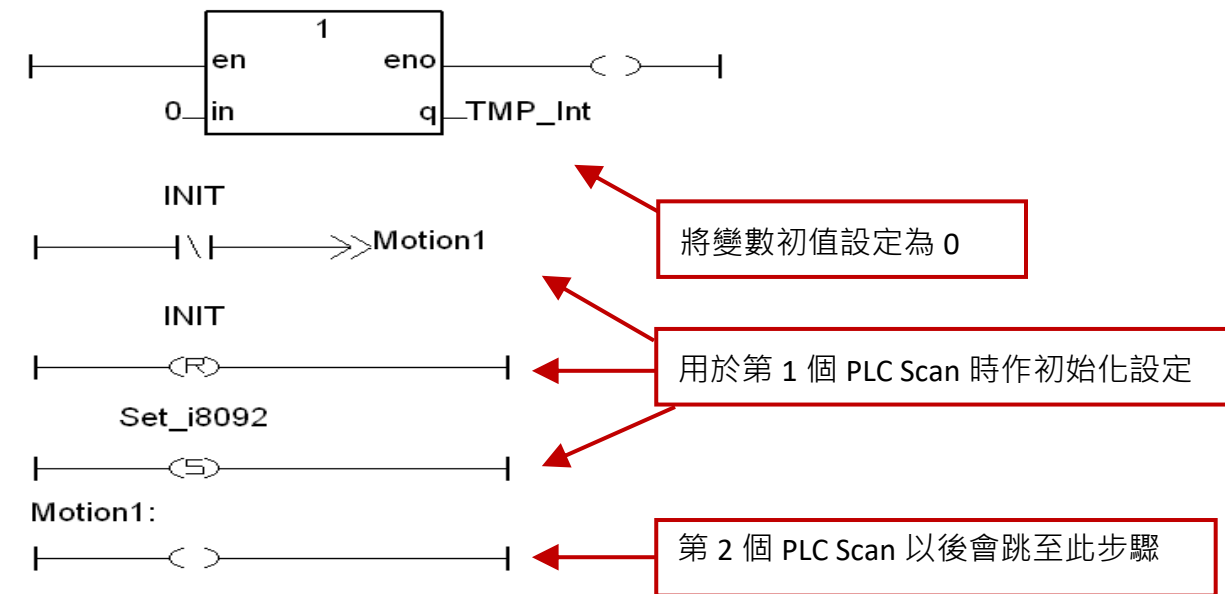 1
en eno
0 in q TMP_Int
INIT
Motion1
將變數初值設定為 0
INIT
(R)
用於第 1 個 PLC Scan 時作初始化設定
Set_i8092
(S)
Motion1:
第 2 個 PLC Scan 以後會跳至此步驟